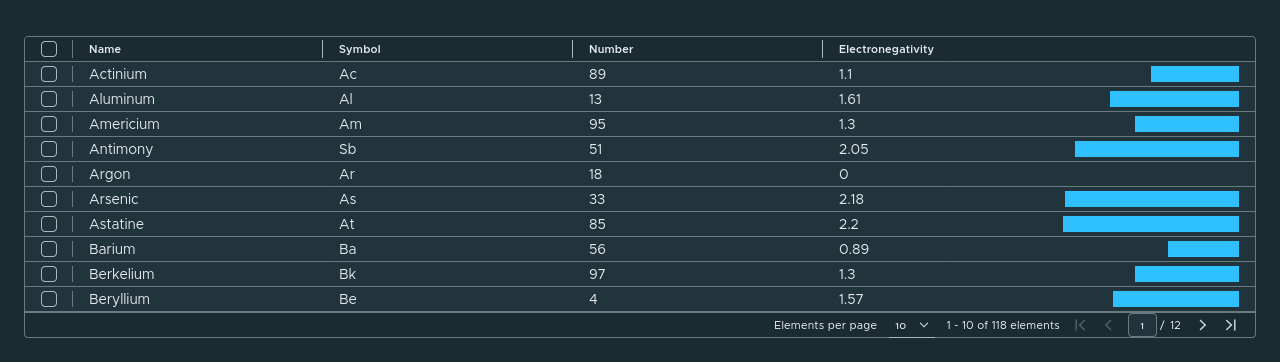 Name Symbol Number Electronegativity
Actinium Ac 89 1.1
Aluminum Al 13 1.61
Americium Am 95 1.3
Antimony Sb 51 2.05
Argon Ar 18 0
Arsenic As 33 2.18
Astatine At 85 2.2
Barium Ba 56 0.89
Berkelium Bk 97 1.3
Beryllium Be 4 1.57
Elements per page 10 1 - 10 of 118 elements 1 / 12